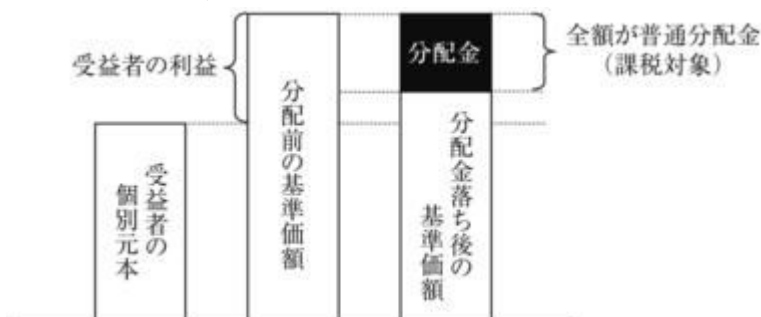 受益者の利益
分配金
全額が普通分配金
(課税対象)
受益者の
個別元本
分配前の基準価額
分配金落ち後の
基準価額